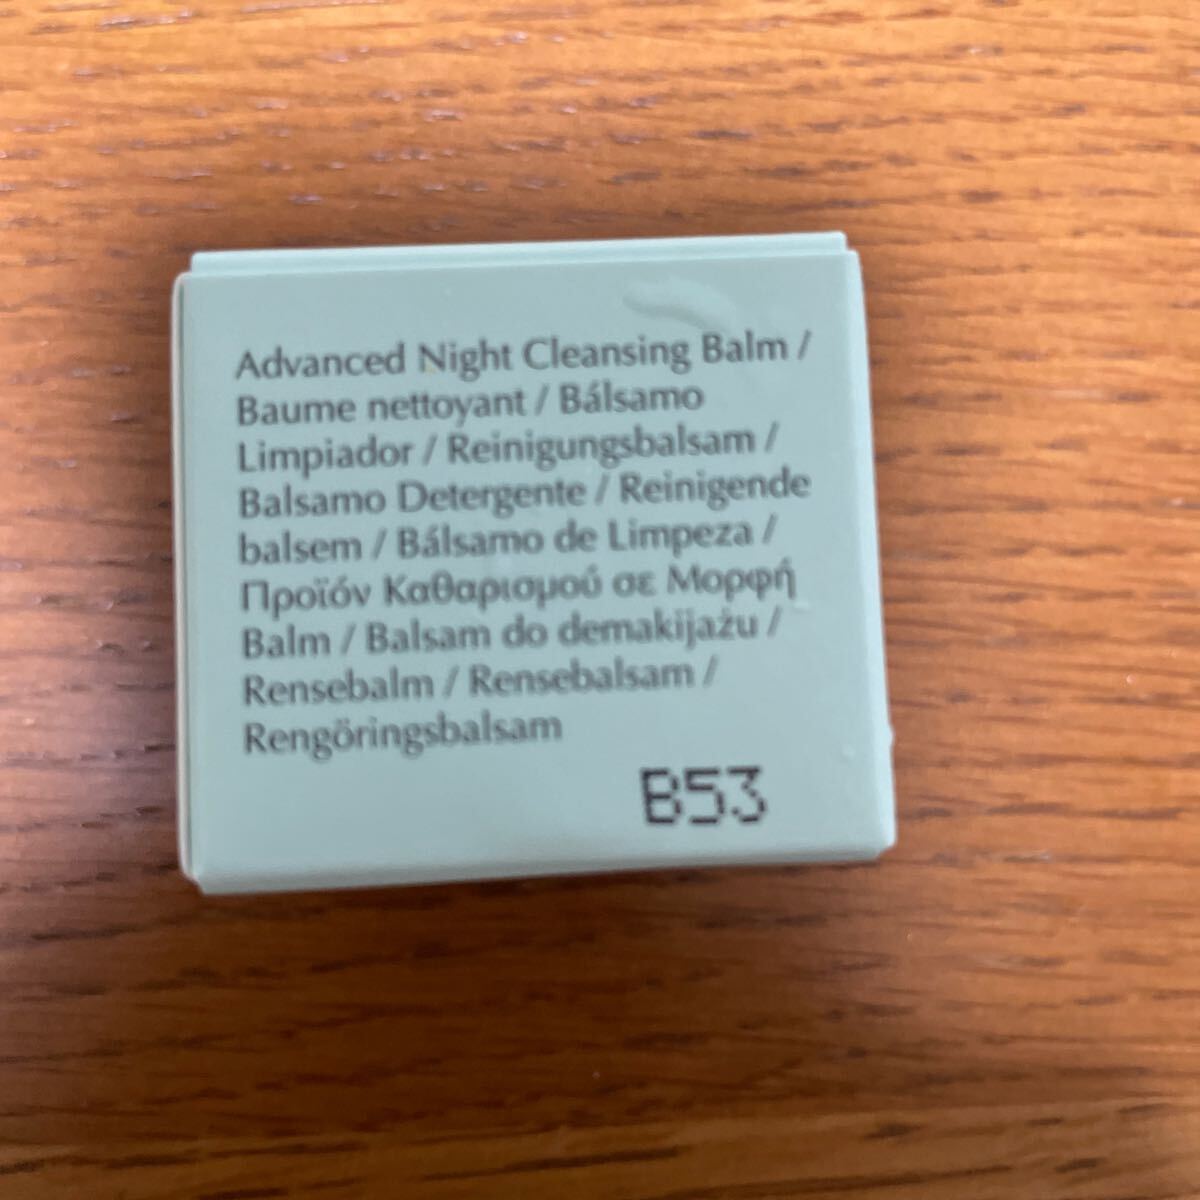 Advanced Night Cleansing Balm /
Baume nettoyant / Bálsamo
Limpiador / Reinigungsbalsam /
Balsamo Detergente / Reinigende
balsem / Bálsamo de Limpeza /
Προϊόν Καθαρισμού σε Μορφή
Balm / Balsam do demakijażu /
Rensebalm / Rensebalsam /
Rengöringsbalsam
B53